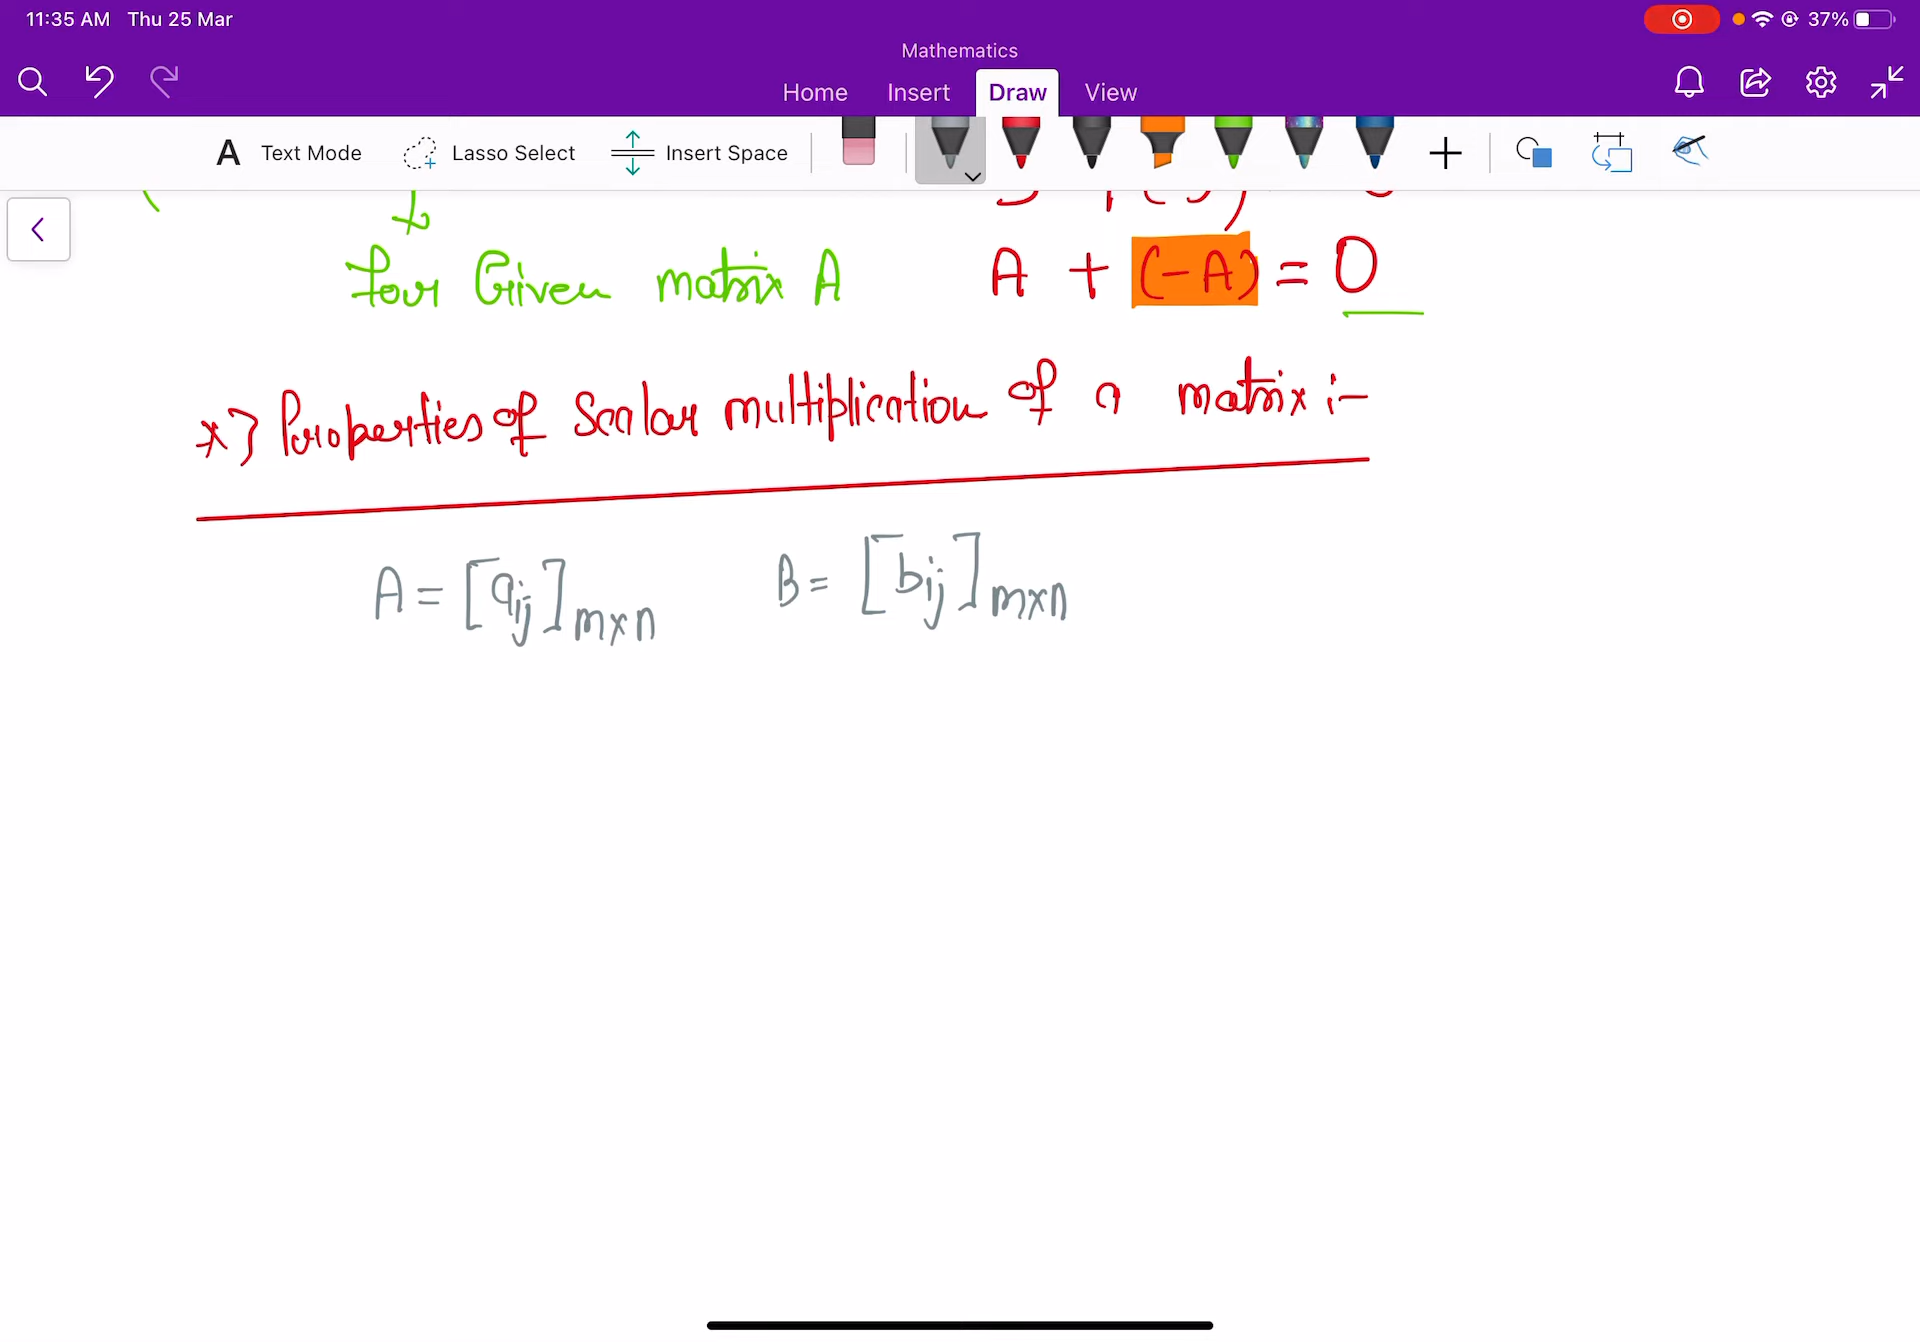 11:35 AM Thu 25 Mar 37%
Mathematics
Home Insert Draw View
A Text Mode Lasso Select Insert Space
for Given matrix A A + (-A) = 0
*} Properties of Scalar multiplication of a matrix :-
A = [aij]m×n B = [bij]m×n